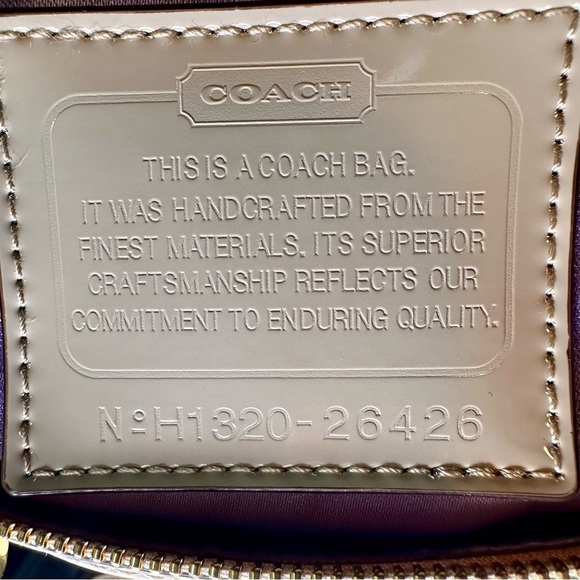 COACH
THIS IS A COACH BAG.
IT WAS HANDCRAFTED FROM THE
FINEST MATERIALS. ITS SUPERIOR
CRAFTSMANSHIP REFLECTS OUR
COMMITMENT TO ENDURING QUALITY.
Nº H1320-26426